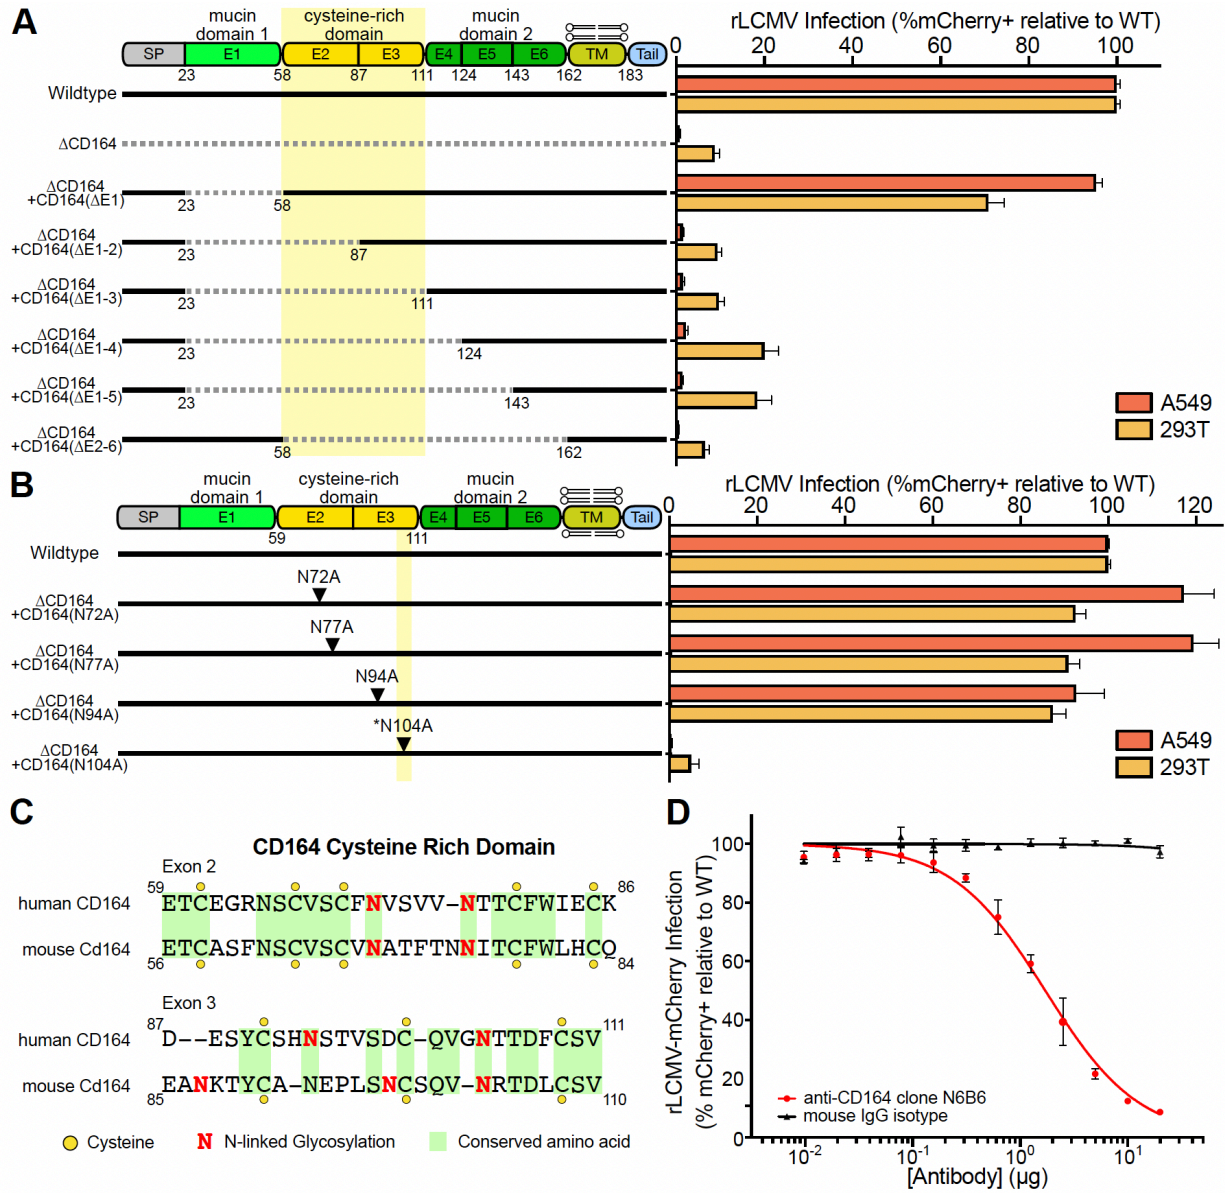 A
mucin domain 1
cysteine-rich domain
mucin domain 2
SP E1 E2 E3 E4 E5 E6 TM Tail
23 58 87 111 124 143 162 183
rLCMV Infection (%mCherry+ relative to WT)
0 20 40 60 80 100
Wildtype
ΔCD164
ΔCD164
+CD164(ΔE1)
23 58
ΔCD164
+CD164(ΔE1-2)
23 87
ΔCD164
+CD164(ΔE1-3)
23 111
ΔCD164
+CD164(ΔE1-4)
23 124
ΔCD164
+CD164(ΔE1-5)
23 143
ΔCD164
+CD164(ΔE2-6)
58 162
A549
293T
B
mucin domain 1
cysteine-rich domain
mucin domain 2
SP E1 E2 E3 E4 E5 E6 TM Tail
59 111
rLCMV Infection (%mCherry+ relative to WT)
0 20 40 60 80 100 120
Wildtype
N72A
ΔCD164
+CD164(N72A)
N77A
ΔCD164
+CD164(N77A)
N94A
ΔCD164
+CD164(N94A)
*N104A
ΔCD164
+CD164(N104A)
A549
293T
C
CD164 Cysteine Rich Domain
Exon 2
59 86
human CD164 ETCEGRNSCVSCFNVSVV-NTTCFWIECK
mouse Cd164 ETCASFNSCVSCVNATFTNNITCFWLHCQ
56 84
Exon 3
87 111
human CD164 D--ESYCSHNSTVSDC-QVGNTTDFCSV
mouse Cd164 EANKTYCA-NEPLSNCSQV-NRTDLCSV
85 110
Cysteine
N N-linked Glycosylation
Conserved amino acid
D
rLCMV-mCherry Infection
(% mCherry+ relative to WT)
100
80
60
40
20
0
anti-CD164 clone N6B6
mouse IgG isotype
10-2 10-1 100 101
[Antibody] (µg)